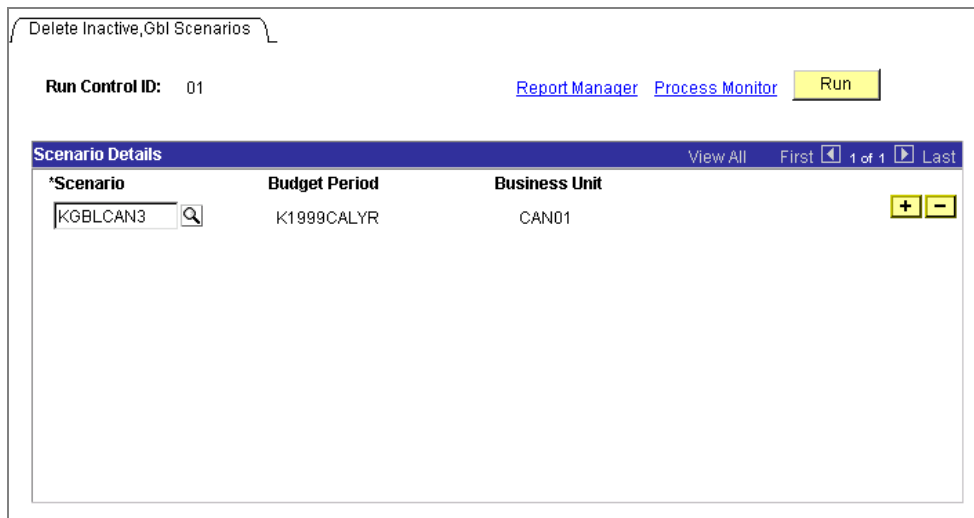 Delete Inactive,Gbl Scenarios
Run Control ID: 01 Report Manager Process Monitor Run
Scenario Details View All First 1 of 1 Last
*Scenario Budget Period Business Unit
KGBLCAN3 K1999CALYR CAN01 + −